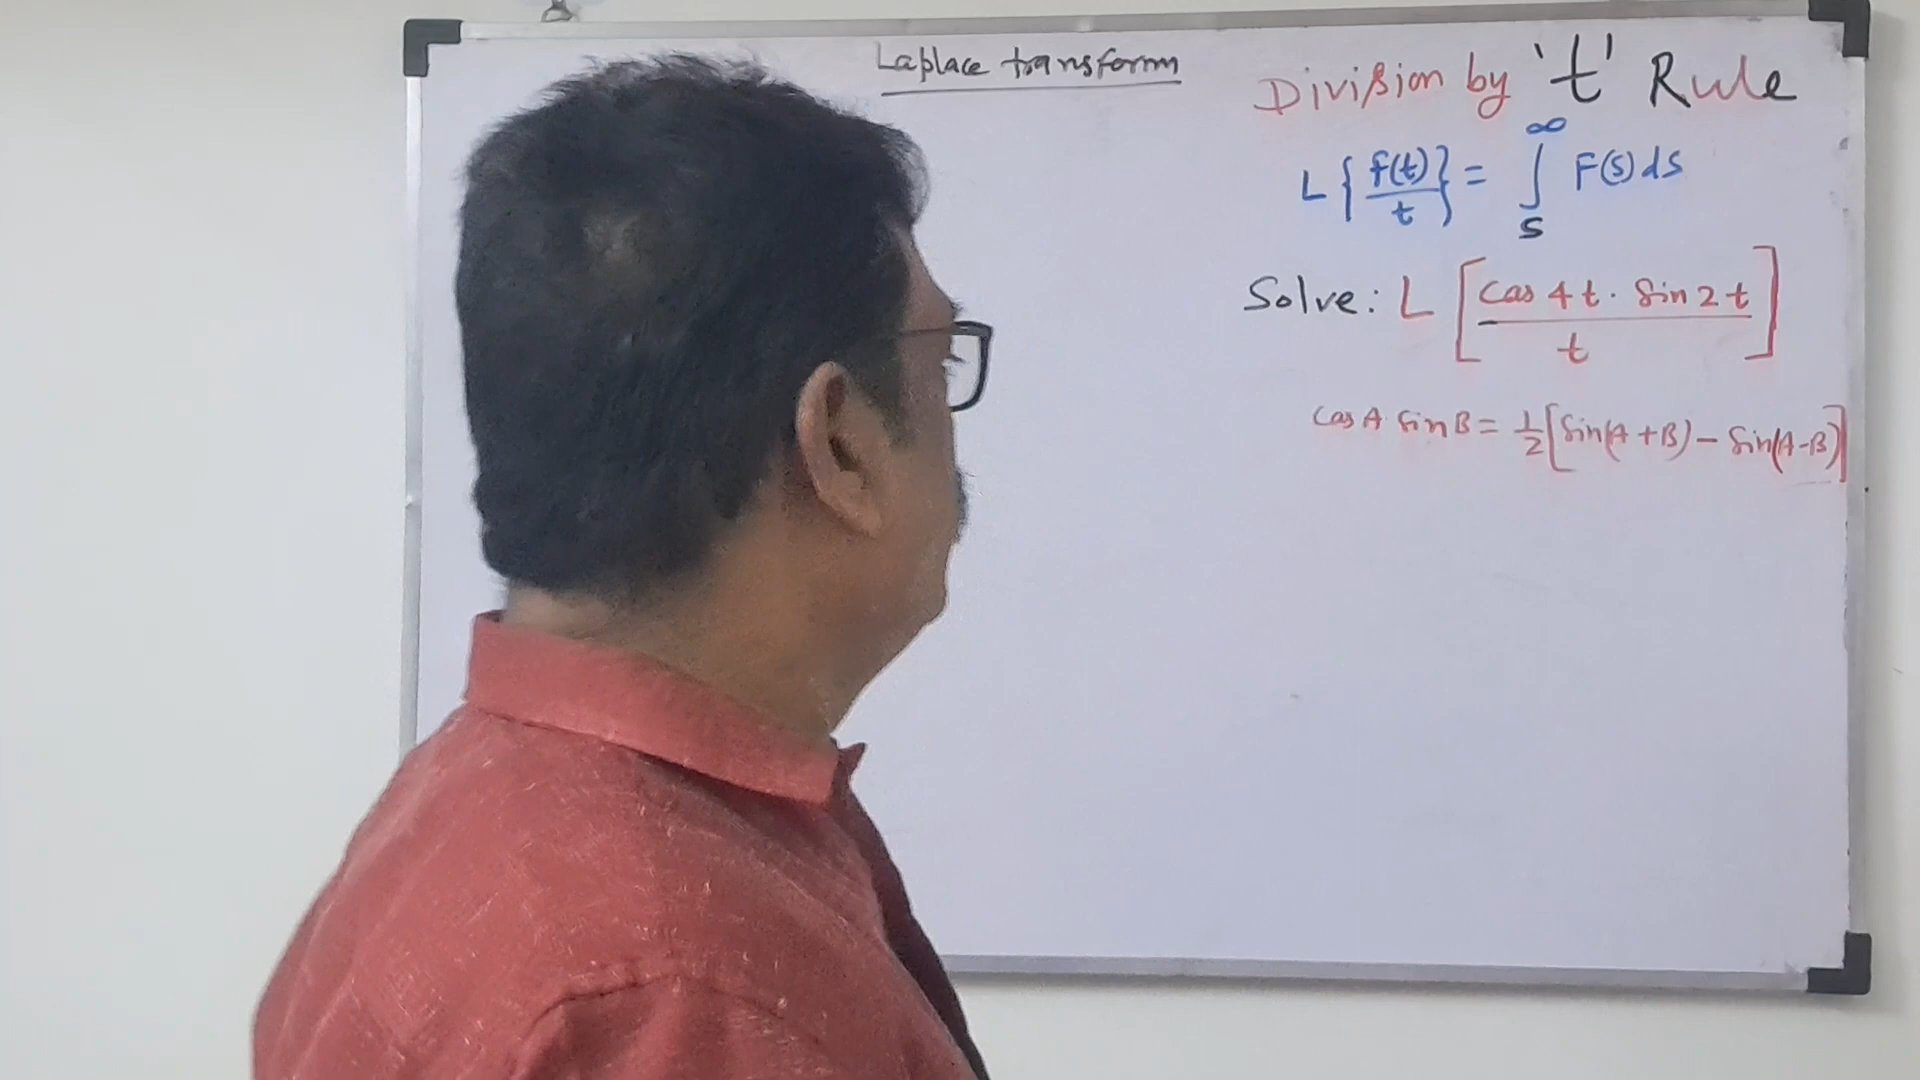 Laplace transform
Division by 't' Rule
L { f(t) / t } = ∫ₛ^∞ F(s) ds
Solve: L [ cos 4t . Sin 2t / t ]
cos A. Sin B = 1/2 [Sin(A+B) - Sin(A-B)]